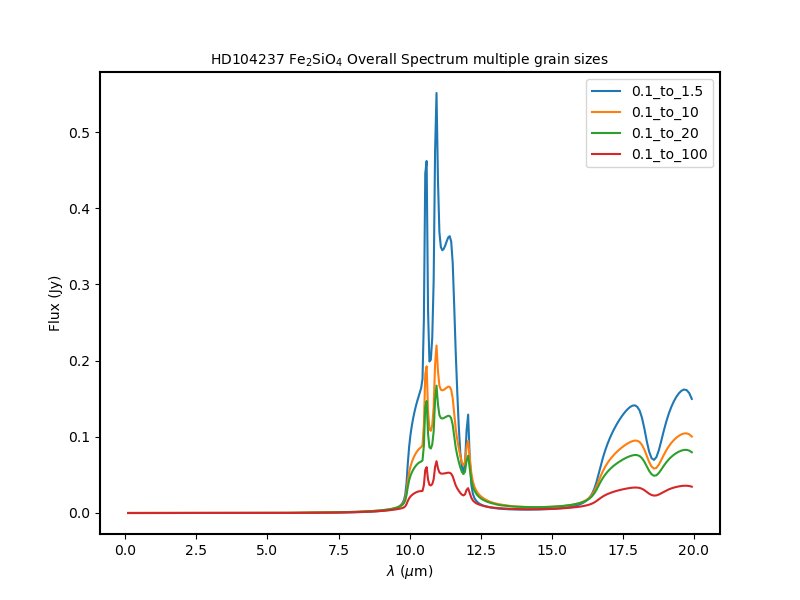 HD104237 Fe₂SiO₄ Overall Spectrum multiple grain sizes
0.1_to_1.5
0.1_to_10
0.1_to_20
0.1_to_100
Flux (Jy)
0.5
0.4
0.3
0.2
0.1
0.0
0.0 2.5 5.0 7.5 10.0 12.5 15.0 17.5 20.0
λ (μm)